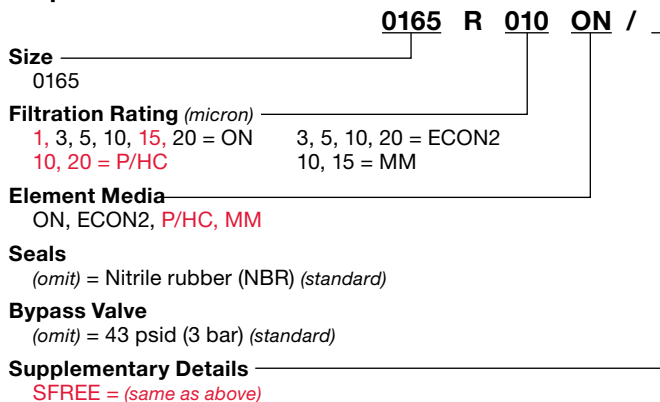 0165 R 010 ON / _
Size
0165
Filtration Rating (micron)
1, 3, 5, 10, 15, 20 = ON 3, 5, 10, 20 = ECON2
10, 20 = P/HC 10, 15 = MM
Element Media
ON, ECON2, P/HC, MM
Seals
(omit) = Nitrile rubber (NBR) (standard)
Bypass Valve
(omit) = 43 psid (3 bar) (standard)
Supplementary Details
SFREE = (same as above)